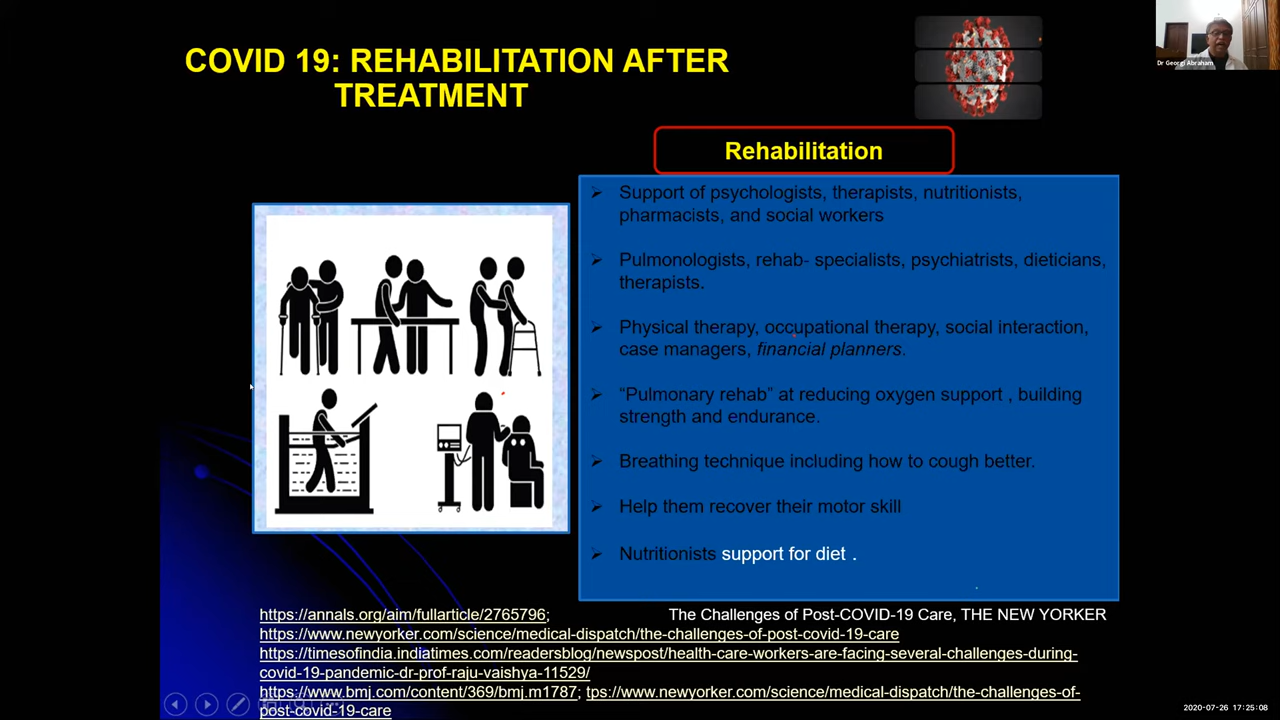 COVID 19: REHABILITATION AFTER
TREATMENT
Dr Georgi Abraham
Rehabilitation
Support of psychologists, therapists, nutritionists,
pharmacists, and social workers
Pulmonologists, rehab- specialists, psychiatrists, dieticians,
therapists.
Physical therapy, occupational therapy, social interaction,
case managers, financial planners.
“Pulmonary rehab” at reducing oxygen support , building
strength and endurance.
Breathing technique including how to cough better.
Help them recover their motor skill
Nutritionists support for diet .
https://annals.org/aim/fullarticle/2765796; The Challenges of Post-COVID-19 Care, THE NEW YORKER
https://www.newyorker.com/science/medical-dispatch/the-challenges-of-post-covid-19-care
https://timesofindia.indiatimes.com/readersblog/newspost/health-care-workers-are-facing-several-challenges-during-
covid-19-pandemic-dr-prof-raju-vaishya-11529/
https://www.bmj.com/content/369/bmj.m1787; tps://www.newyorker.com/science/medical-dispatch/the-challenges-of-
post-covid-19-care
2020-07-26 17:25:08